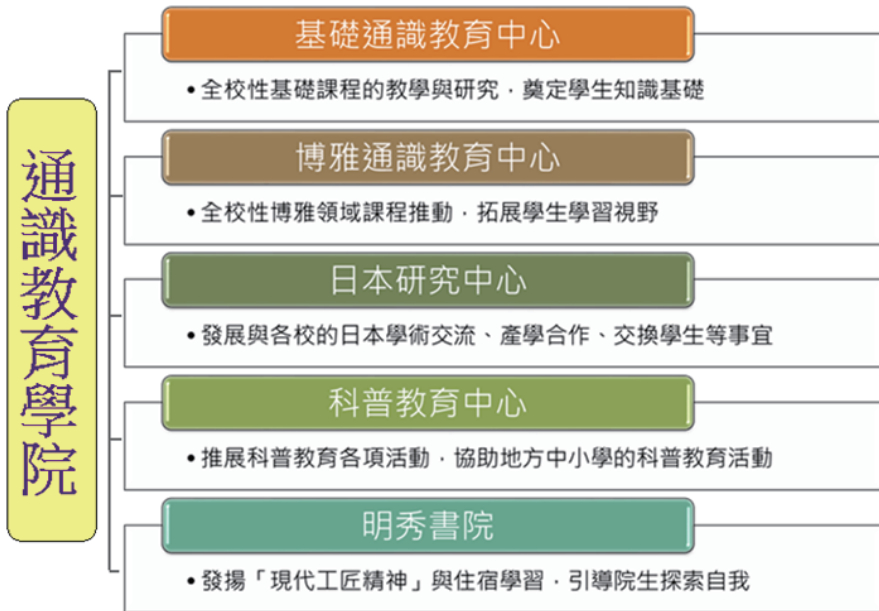 通識教育學院
基礎通識教育中心
•全校性基礎課程的教學與研究，奠定學生知識基礎
博雅通識教育中心
•全校性博雅領域課程推動，拓展學生學習視野
日本研究中心
•發展與各校的日本學術交流、產學合作、交換學生等事宜
科普教育中心
•推展科普教育各項活動，協助地方中小學的科普教育活動
明秀書院
•發揚「現代工匠精神」與住宿學習，引導院生探索自我